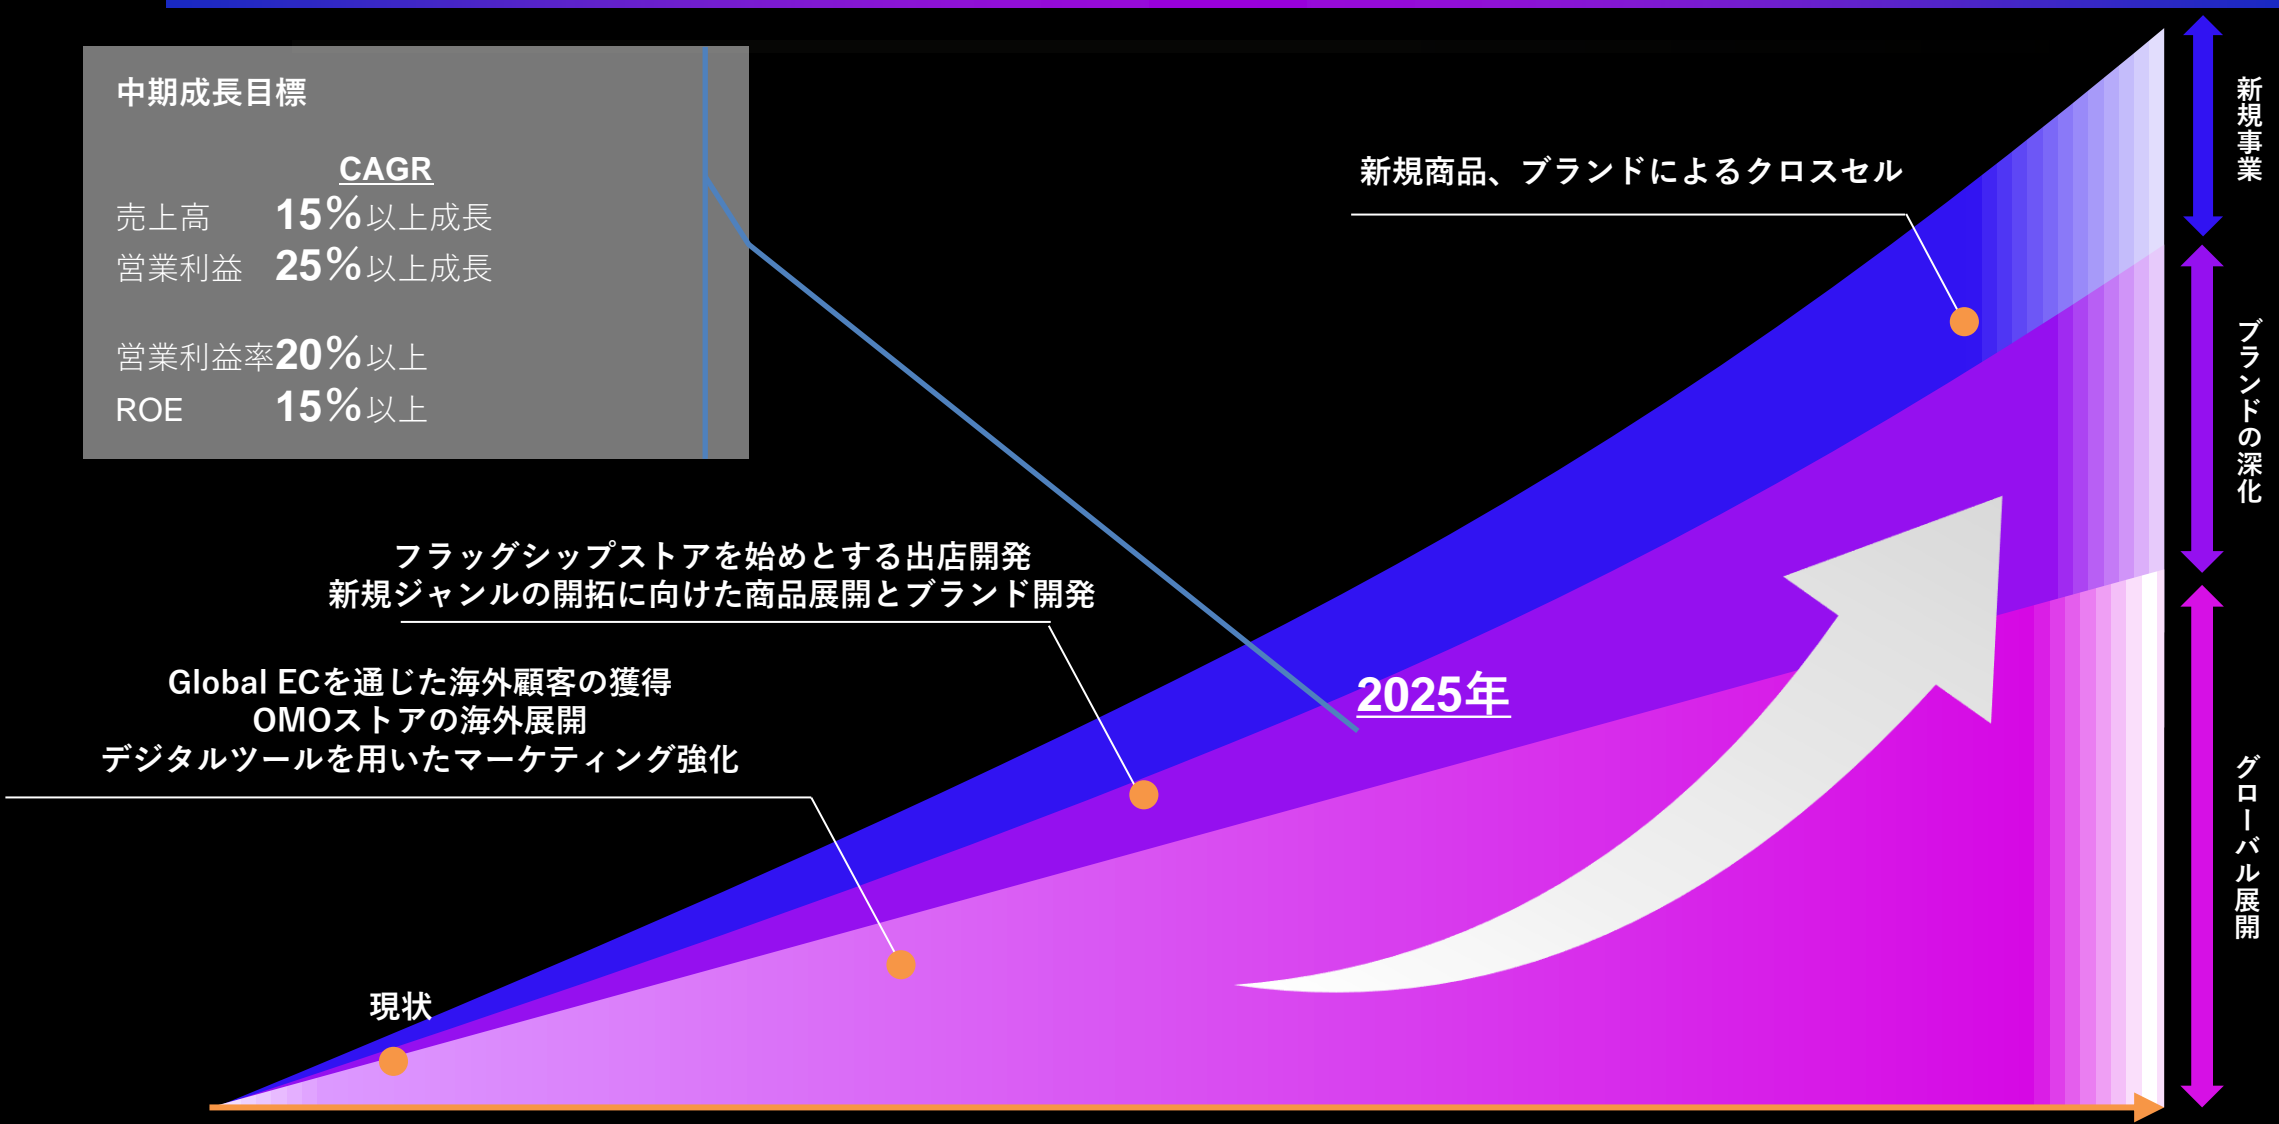 中期成長目標
CAGR
売上高 15%以上成長
営業利益 25%以上成長
営業利益率20%以上
ROE 15%以上
新規商品、ブランドによるクロスセル
フラッグシップストアを始めとする出店開発
新規ジャンルの開拓に向けた商品展開とブランド開発
Global ECを通じた海外顧客の獲得
OMOストアの海外展開
デジタルツールを用いたマーケティング強化
2025年
現状
新規事業
ブランドの深化
グローバル展開